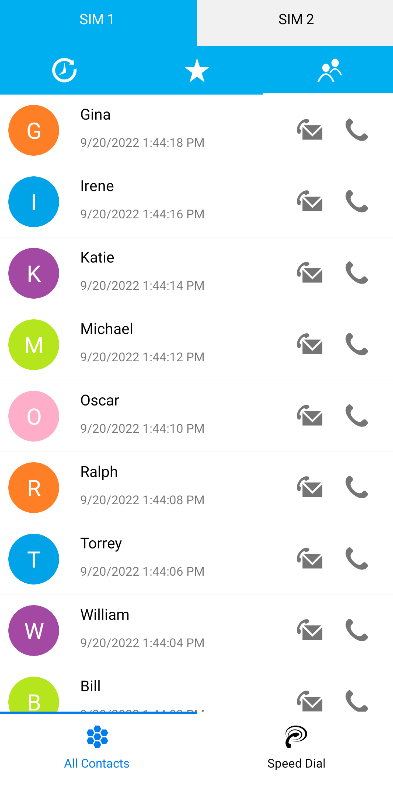 SIM 1
SIM 2
G
Gina
9/20/2022 1:44:18 PM
I
Irene
9/20/2022 1:44:16 PM
K
Katie
9/20/2022 1:44:14 PM
M
Michael
9/20/2022 1:44:12 PM
O
Oscar
9/20/2022 1:44:10 PM
R
Ralph
9/20/2022 1:44:08 PM
T
Torrey
9/20/2022 1:44:06 PM
W
William
9/20/2022 1:44:04 PM
B
Bill
All Contacts
Speed Dial